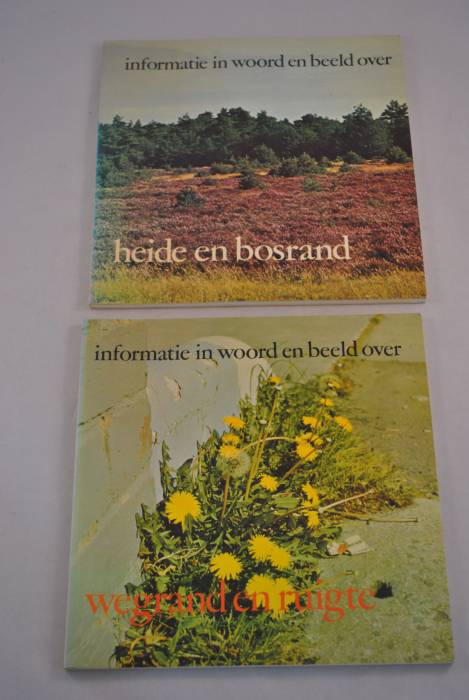 informatie in woord en beeld over
heide en bosrand
informatie in woord en beeld over
wegrand en ruigte